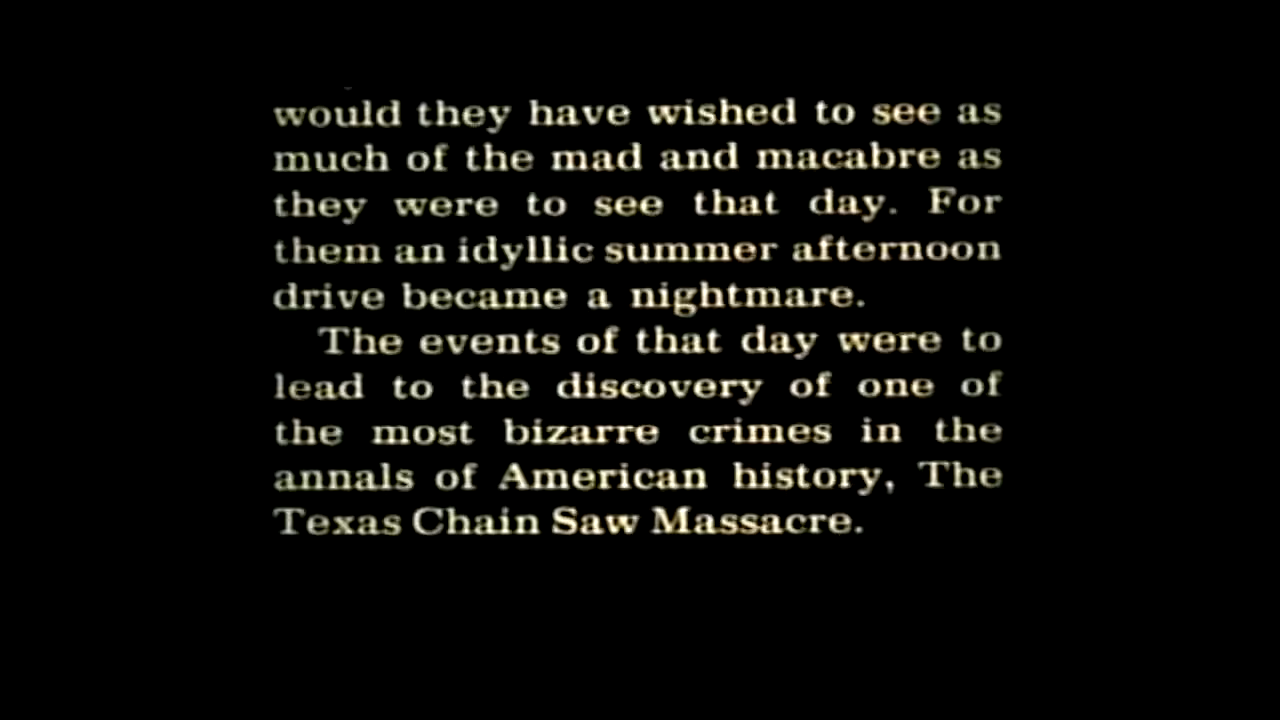 would they have wished to see as
much of the mad and macabre as
they were to see that day. For
them an idyllic summer afternoon
drive became a nightmare.
The events of that day were to
lead to the discovery of one of
the most bizarre crimes in the
annals of American history, The
Texas Chain Saw Massacre.